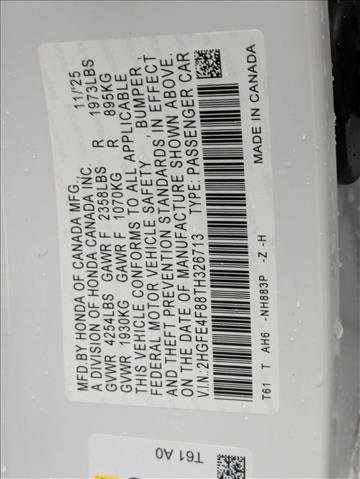 MFD.BY HONDA OF CANADA MFG., 11/'25
A DIVISION OF HONDA CANADA INC.
GVWR 4254LBS GAWR F 2358LBS R 1973LBS
GVWR 1930KG GAWR F 1070KG R 895KG
THIS VEHICLE CONFORMS TO ALL APPLICABLE
FEDERAL MOTOR VEHICLE SAFETY, BUMPER,
AND THEFT PREVENTION STANDARDS IN EFFECT
ON THE DATE OF MANUFACTURE SHOWN ABOVE.
V.I.N.:2HGFE4F88TH326713 TYPE:PASSENGER CAR
T61 T AH6 -NH883P -Z -H MADE IN CANADA
T61 A0